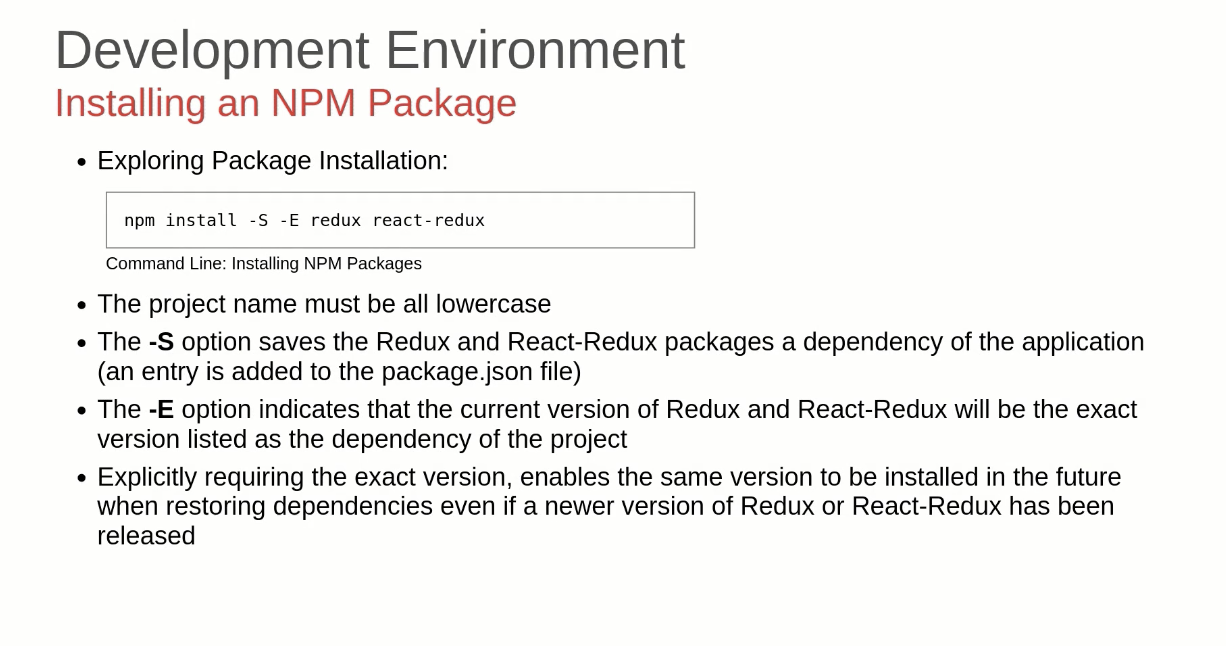 Development Environment
Installing an NPM Package
• Exploring Package Installation:
npm install -S -E redux react-redux
Command Line: Installing NPM Packages
• The project name must be all lowercase
• The -S option saves the Redux and React-Redux packages a dependency of the application
(an entry is added to the package.json file)
• The -E option indicates that the current version of Redux and React-Redux will be the exact
version listed as the dependency of the project
• Explicitly requiring the exact version, enables the same version to be installed in the future
when restoring dependencies even if a newer version of Redux or React-Redux has been
released